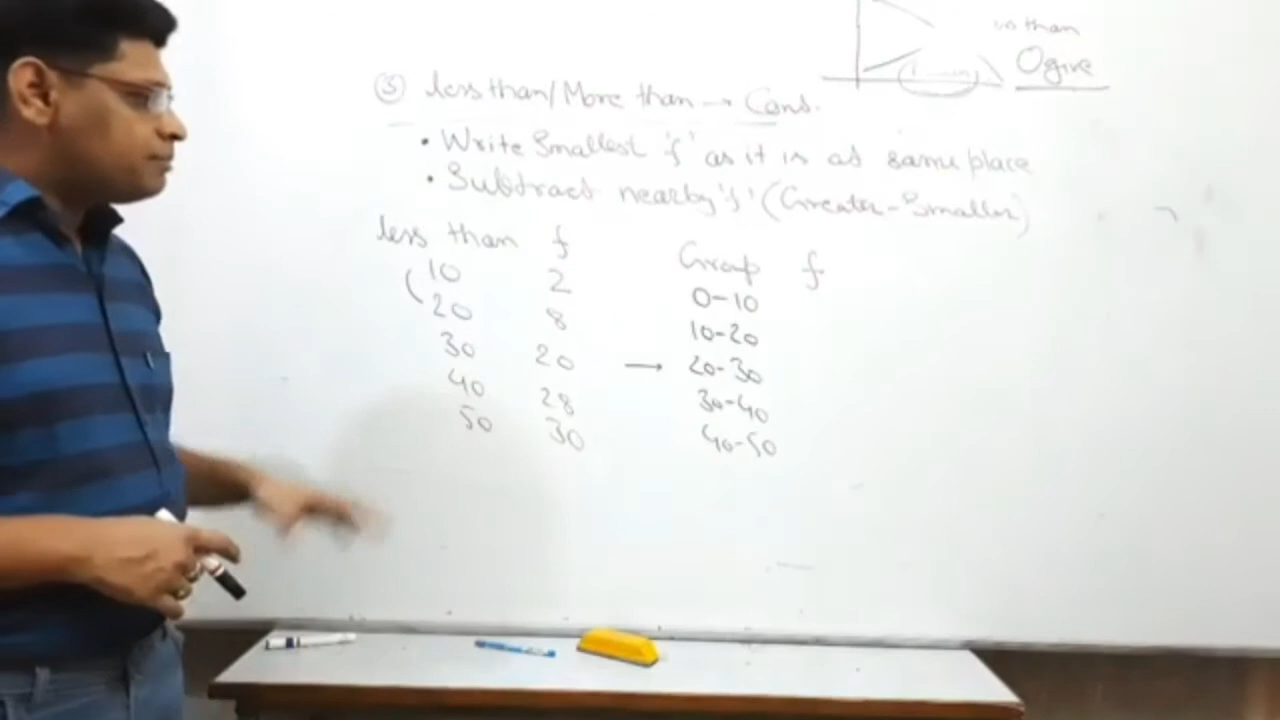 than
Ogive
③ less than/More than → Cons.
• Write Smallest 'f' as it is at same place
• Subtract nearby 'f' (Greater-Smaller)
less than f
10 2
20 8
30 20
40 28
50 30
→
Group f
0-10
10-20
20-30
30-40
40-50